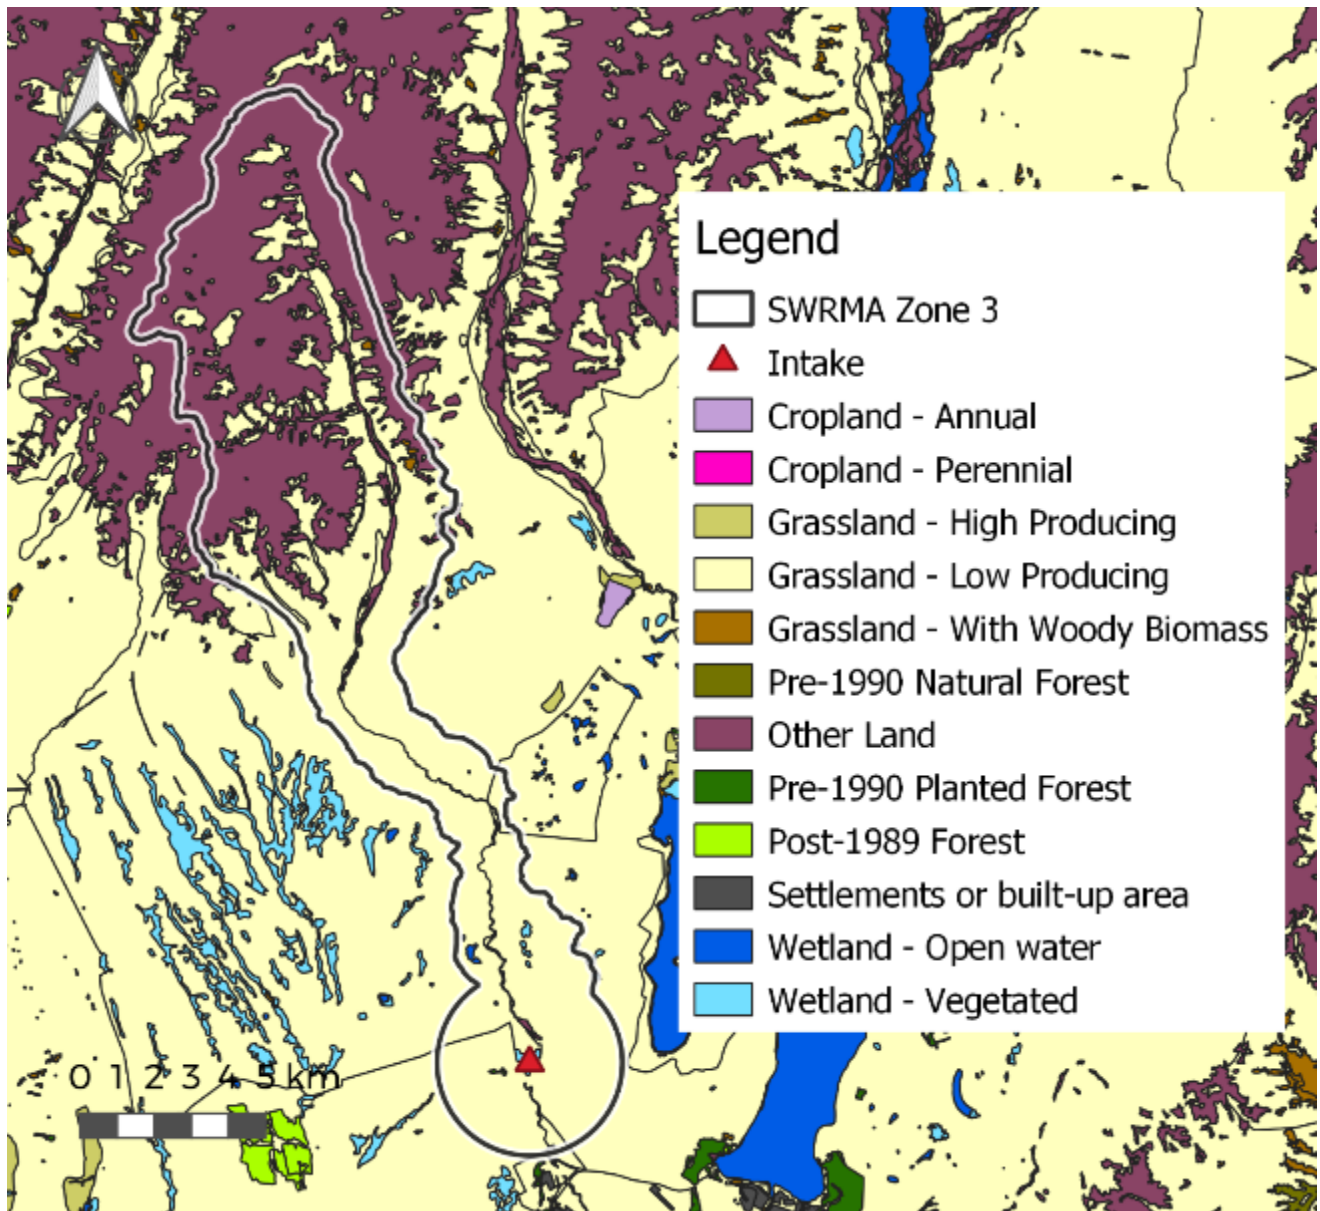 Legend
SWRMA Zone 3
Intake
Cropland - Annual
Cropland - Perennial
Grassland - High Producing
Grassland - Low Producing
Grassland - With Woody Biomass
Pre-1990 Natural Forest
Other Land
Pre-1990 Planted Forest
Post-1989 Forest
Settlements or built-up area
Wetland - Open water
Wetland - Vegetated
0 1 2 3 4 5 km